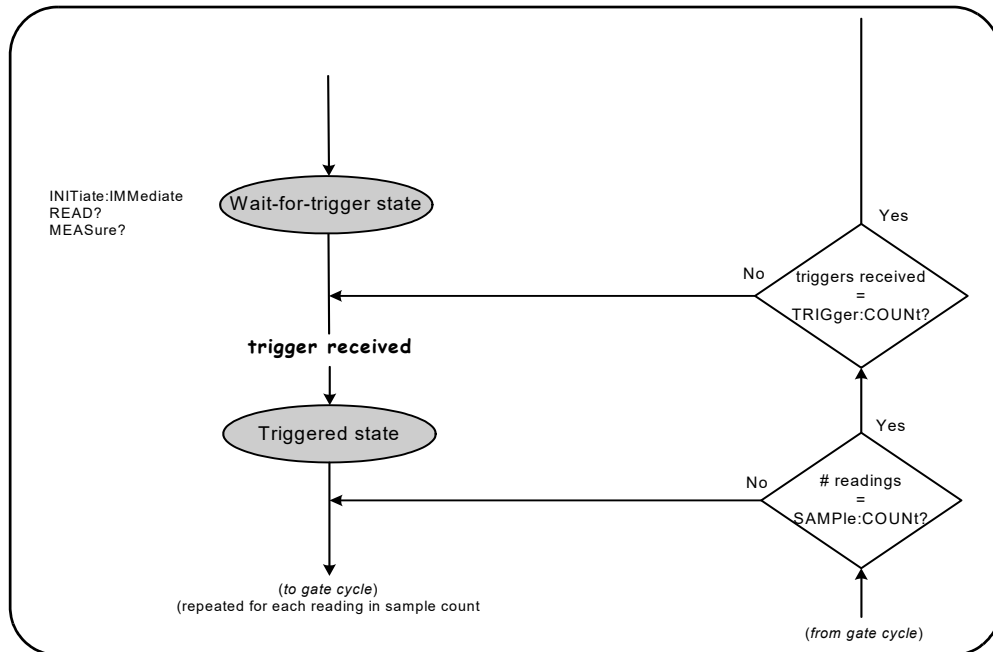 INITiate:IMMediate
READ?
MEASure?
Wait-for-trigger state
Yes
No
triggers received
=
TRIGger:COUNt?
trigger received
Triggered state
Yes
No
# readings
=
SAMPle:COUNt?
(to gate cycle)
(repeated for each reading in sample count
(from gate cycle)